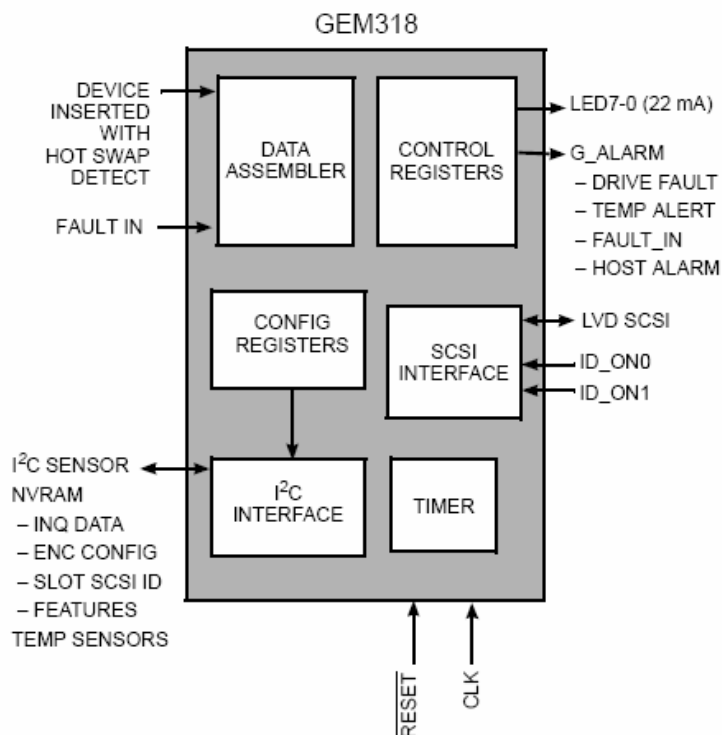 GEM318
DEVICE
INSERTED
WITH
HOT SWAP
DETECT
FAULT IN
DATA
ASSEMBLER
CONTROL
REGISTERS
LED7-0 (22 mA)
G_ALARM
– DRIVE FAULT
– TEMP ALERT
– FAULT_IN
– HOST ALARM
CONFIG
REGISTERS
SCSI
INTERFACE
LVD SCSI
ID_ON0
ID_ON1
I²C SENSOR
NVRAM
– INQ DATA
– ENC CONFIG
– SLOT SCSI ID
– FEATURES
TEMP SENSORS
I²C
INTERFACE
TIMER
RESET
CLK